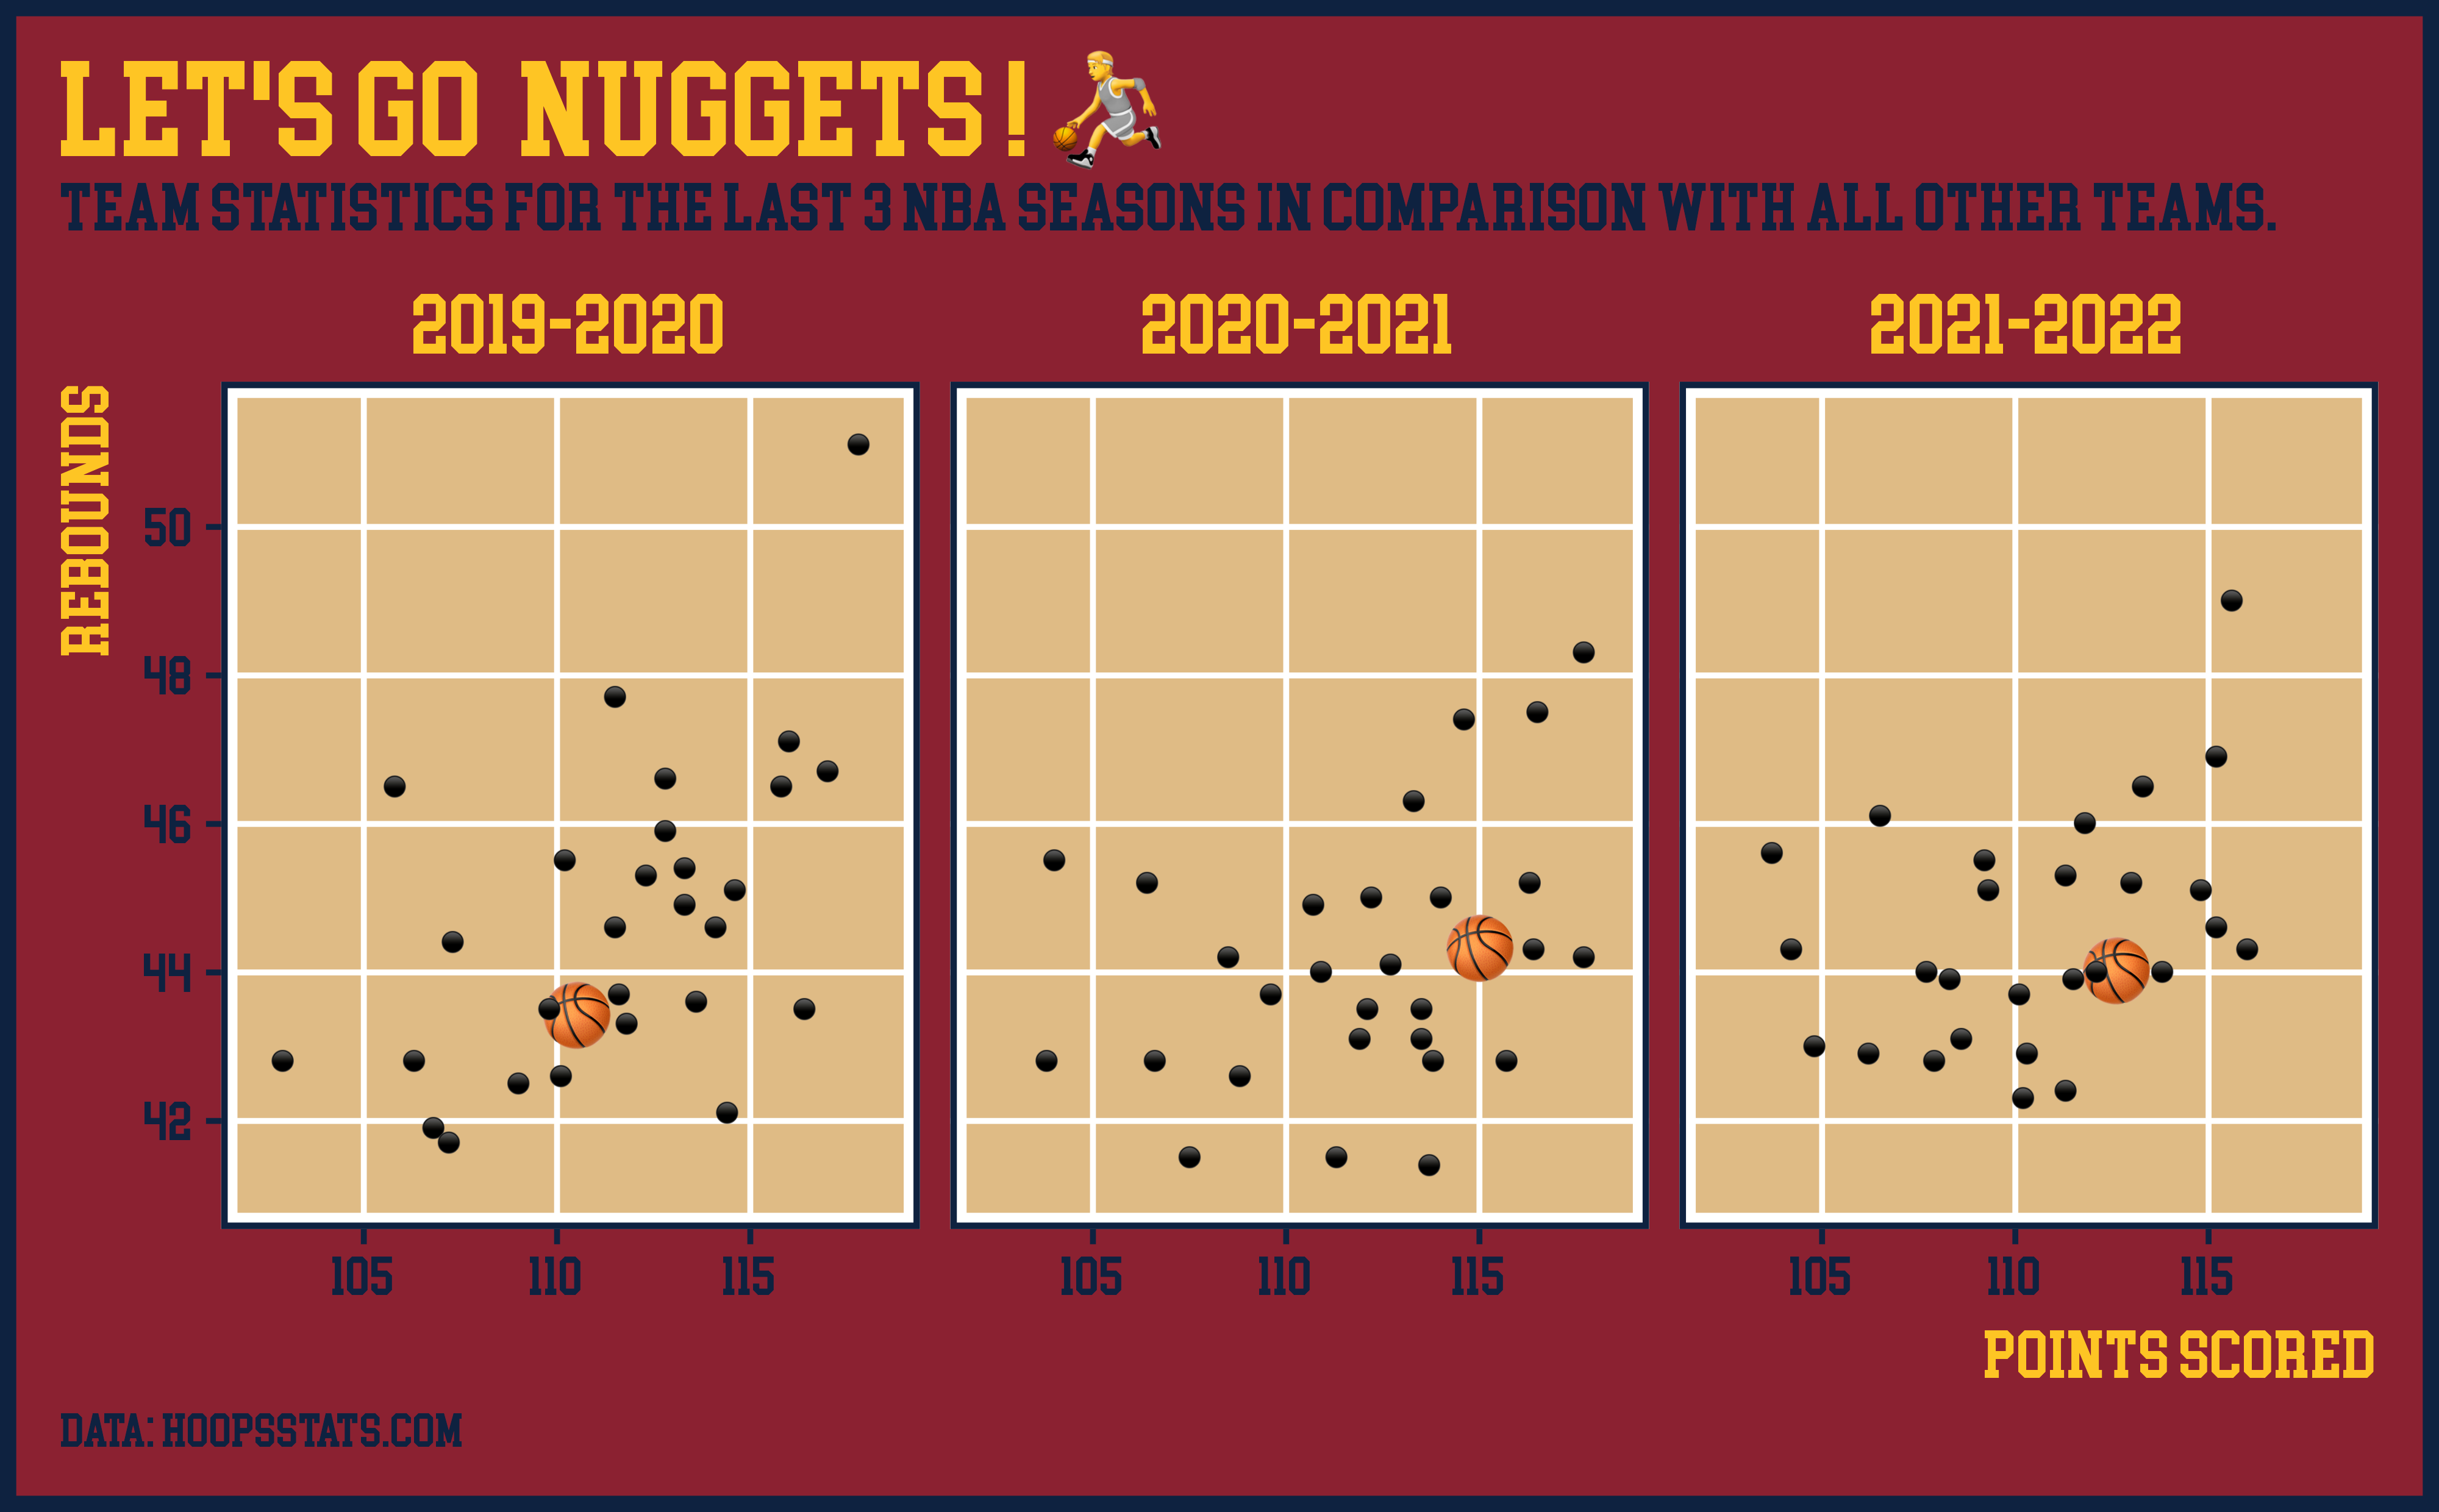 LET'S GO NUGGETS!
TEAM STATISTICS FOR THE LAST 3 NBA SEASONS IN COMPARISON WITH ALL OTHER TEAMS.
2019-2020
2020-2021
2021-2022
REBOUNDS
50
48
46
44
42
105 110 115
105 110 115
105 110 115
POINTS SCORED
DATA: HOOPSSTATS.COM